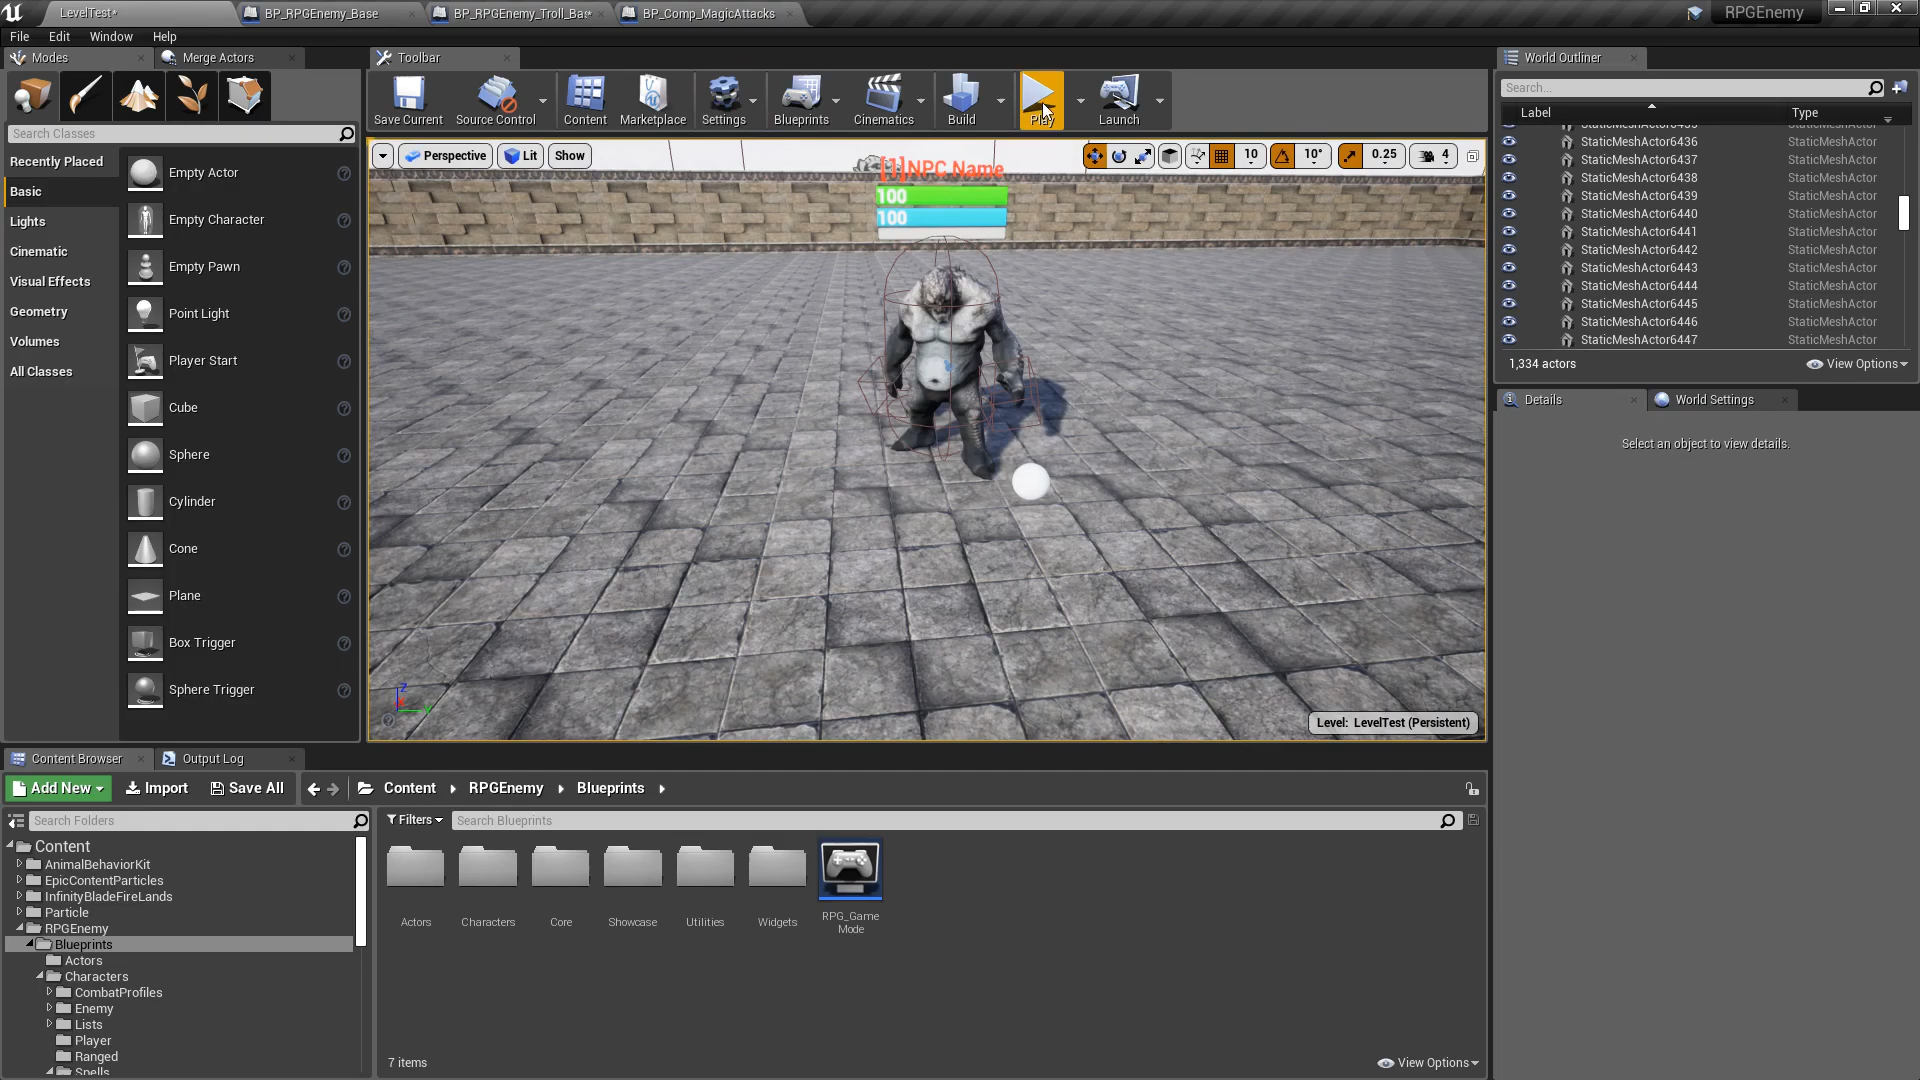 LevelTest*
BP_RPGEnemy_Base
BP_RPGEnemy_Troll_Bas*
BP_Comp_MagicAttacks
RPGEnemy
File Edit Window Help
Modes
Merge Actors
Toolbar
World Outliner
Save Current
Source Control
Content
Marketplace
Settings
Blueprints
Cinematics
Build
Play
Launch
Search...
Label
Type
Search Classes
Perspective
Lit
Show
10
10°
0.25
4
Recently Placed
Basic
Lights
Cinematic
Visual Effects
Geometry
Volumes
All Classes
Empty Actor
Empty Character
Empty Pawn
Point Light
Player Start
Cube
Sphere
Cylinder
Cone
Plane
Box Trigger
Sphere Trigger
[1]NPC Name
100
100
StaticMeshActor6436 StaticMeshActor
StaticMeshActor6437 StaticMeshActor
StaticMeshActor6438 StaticMeshActor
StaticMeshActor6439 StaticMeshActor
StaticMeshActor6440 StaticMeshActor
StaticMeshActor6441 StaticMeshActor
StaticMeshActor6442 StaticMeshActor
StaticMeshActor6443 StaticMeshActor
StaticMeshActor6444 StaticMeshActor
StaticMeshActor6445 StaticMeshActor
StaticMeshActor6446 StaticMeshActor
StaticMeshActor6447 StaticMeshActor
1,334 actors
View Options
Details
World Settings
Select an object to view details.
Z
Y
Level: LevelTest (Persistent)
Content Browser
Output Log
Add New
Import
Save All
Content
RPGEnemy
Blueprints
Search Folders
Filters
Search Blueprints
Content
AnimalBehaviorKit
EpicContentParticles
InfinityBladeFireLands
Particle
RPGEnemy
Blueprints
Actors
Characters
CombatProfiles
Enemy
Lists
Player
Ranged
Spells
Actors
Characters
Core
Showcase
Utilities
Widgets
RPG_Game
Mode
7 items
View Options